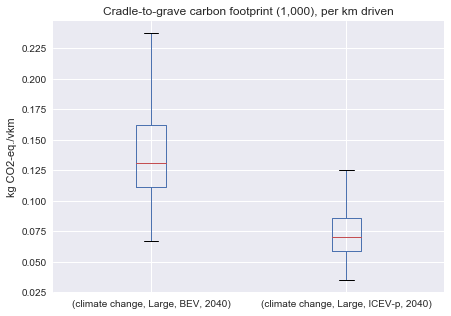 Cradle-to-grave carbon footprint (1,000), per km driven
kg CO2-eq./vkm
0.225
0.200
0.175
0.150
0.125
0.100
0.075
0.050
0.025
(climate change, Large, BEV, 2040)
(climate change, Large, ICEV-p, 2040)